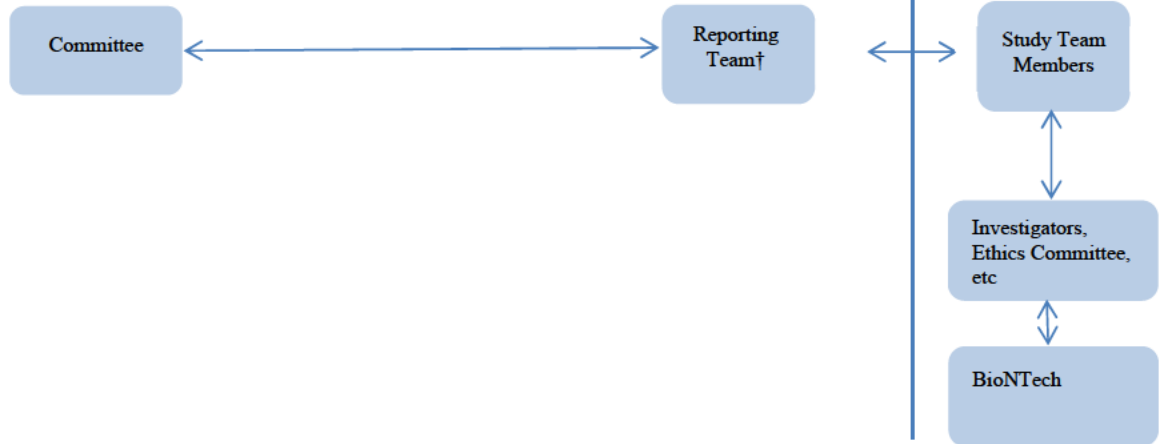 Committee
Reporting
Team†
Study Team
Members
Investigators,
Ethics Committee,
etc
BioNTech